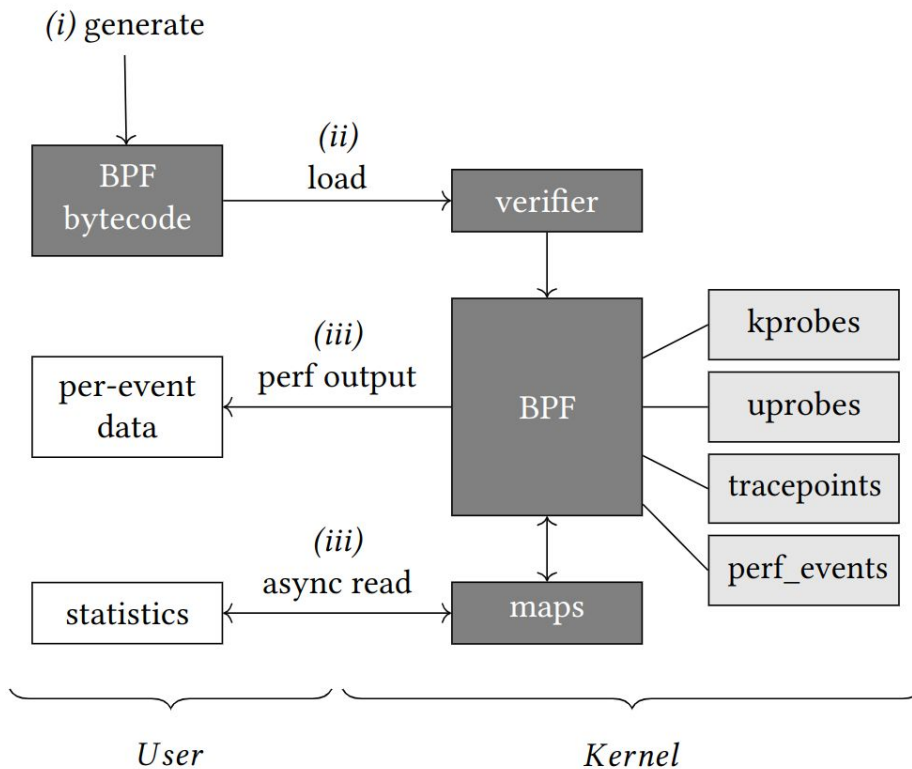 (i) generate
BPF
bytecode
(ii)
load
verifier
(iii)
perf output
per-event
data
BPF
kprobes
uprobes
tracepoints
perf_events
(iii)
async read
statistics
maps
User
Kernel